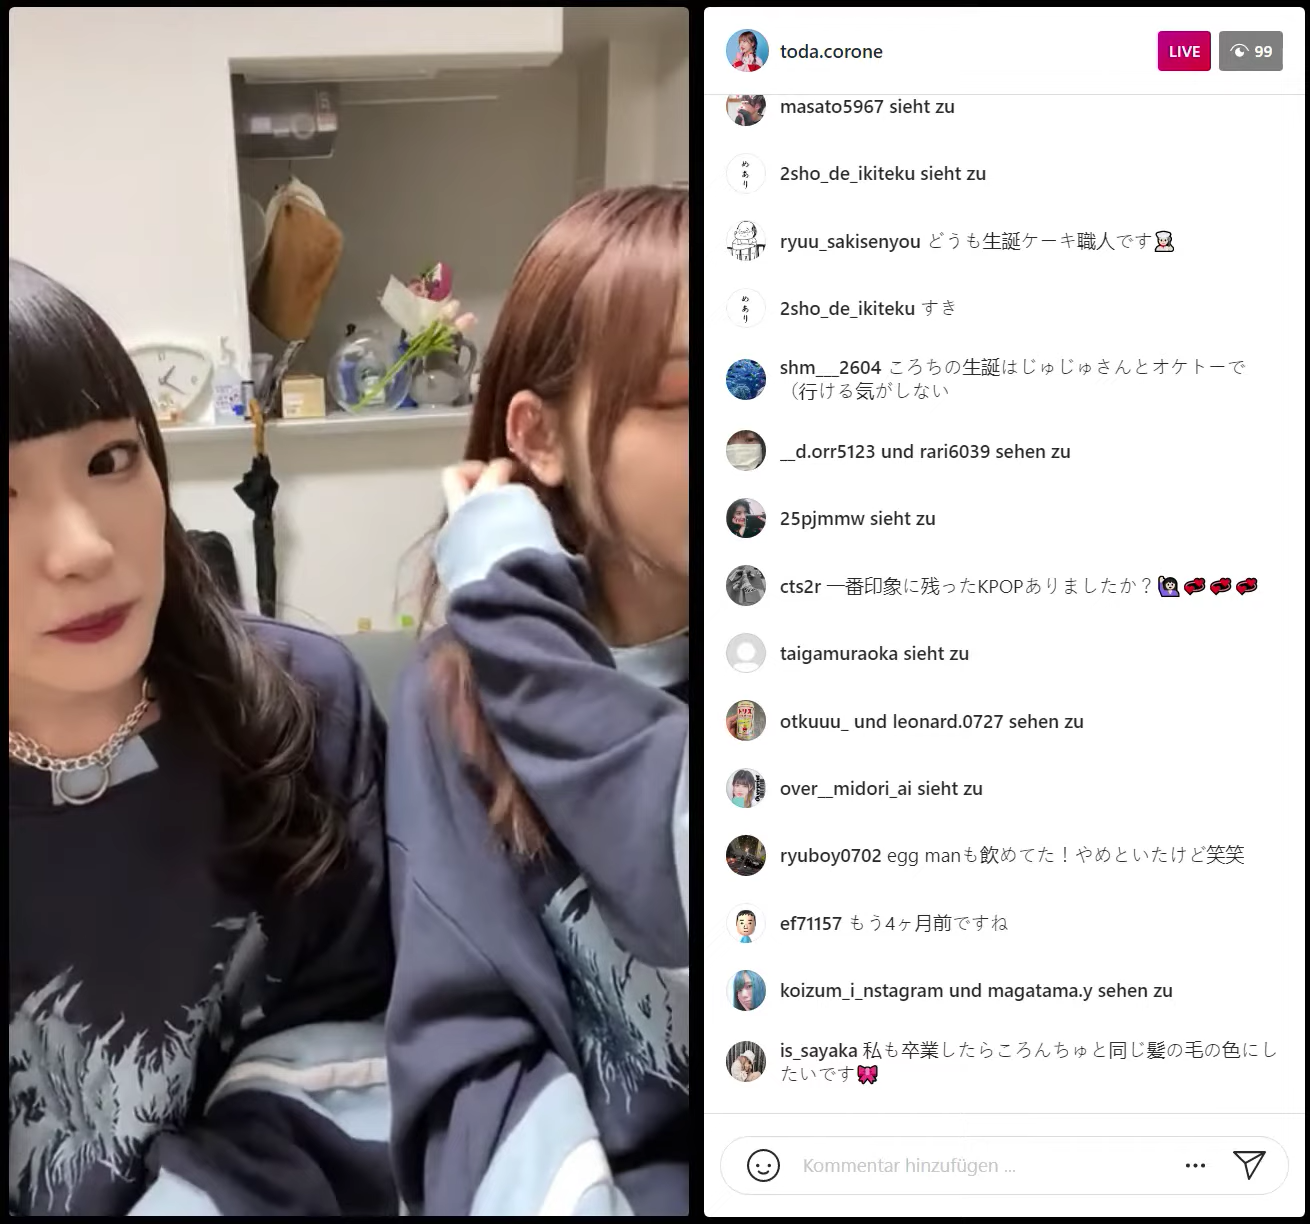 toda.corone
LIVE
99
masato5967 sieht zu
めあり
2sho_de_ikiteku sieht zu
ryuu_sakisenyou どうも生誕ケーキ職人です🧑‍🍳
めあり
2sho_de_ikiteku すき
shm___2604 ころちの生誕はじゅじゅさんとオケトーで
（行ける気がしない
__d.orr5123 und rari6039 sehen zu
25pjmmw sieht zu
cts2r 一番印象に残ったKPOPありましたか？🙋🏻‍♀️💞💞💞
taigamuraoka sieht zu
otkuuu_ und leonard.0727 sehen zu
over__midori_ai sieht zu
ryuboy0702 egg manも飲めてた！やめといたけど笑笑
ef71157 もう4ヶ月前ですね
koizum_i_nstagram und magatama.y sehen zu
is_sayaka 私も卒業したらころんちゅと同じ髪の毛の色にし
たいです🎀
Kommentar hinzufügen ...